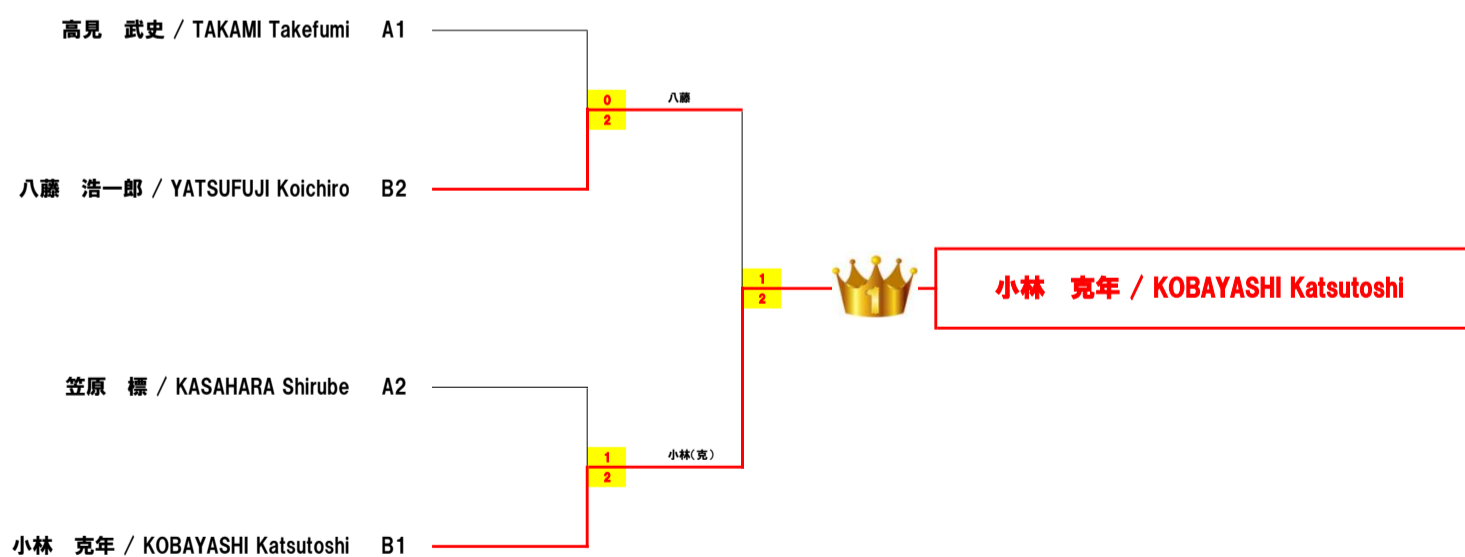 高見　武史 / TAKAMI Takefumi A1
0 八藤
2
八藤　浩一郎 / YATSUFUJI Koichiro B2
1
2
1
小林　克年 / KOBAYASHI Katsutoshi
笠原　標 / KASAHARA Shirube A2
1 小林(克)
2
小林　克年 / KOBAYASHI Katsutoshi B1